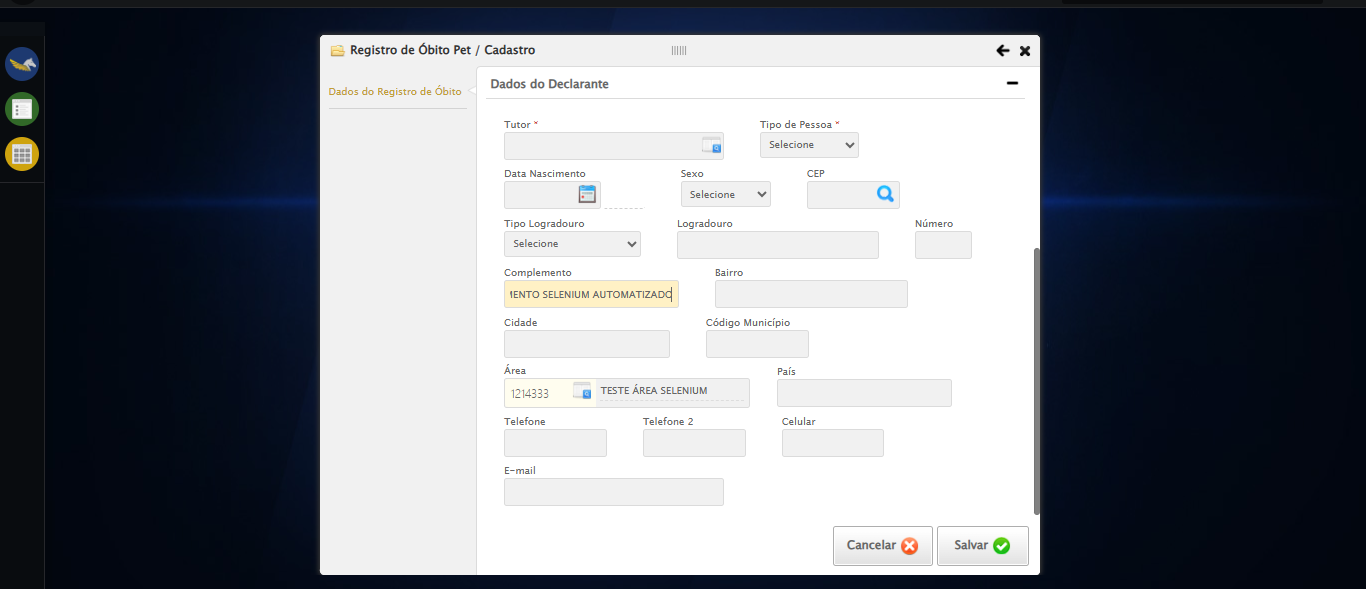 Registro de Óbito Pet / Cadastro
Dados do Registro de Óbito
Dados do Declarante
Tutor * Tipo de Pessoa *
Selecione
Data Nascimento Sexo CEP
Selecione
Tipo Logradouro Logradouro Número
Selecione
Complemento Bairro
SELENIUM AUTOMATIZADO
Cidade Código Município
Área País
1214333 TESTE ÁREA SELENIUM
Telefone Telefone 2 Celular
E-mail
Cancelar Salvar